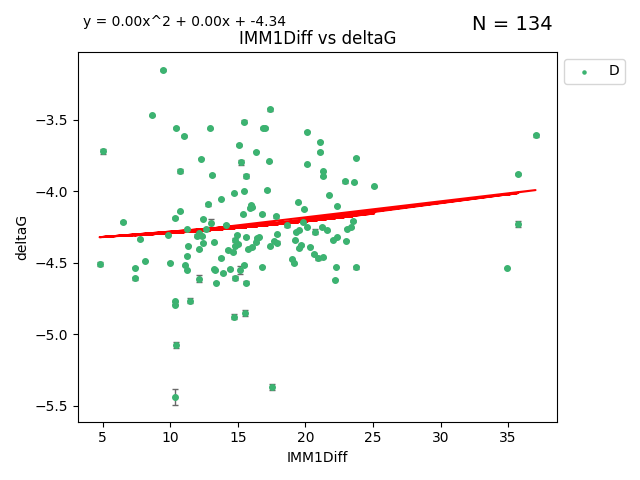 y = 0.00x^2 + 0.00x + -4.34
N = 134
IMM1Diff vs deltaG
D
deltaG
−3.5
−4.0
−4.5
−5.0
−5.5
5 10 15 20 25 30 35
IMM1Diff